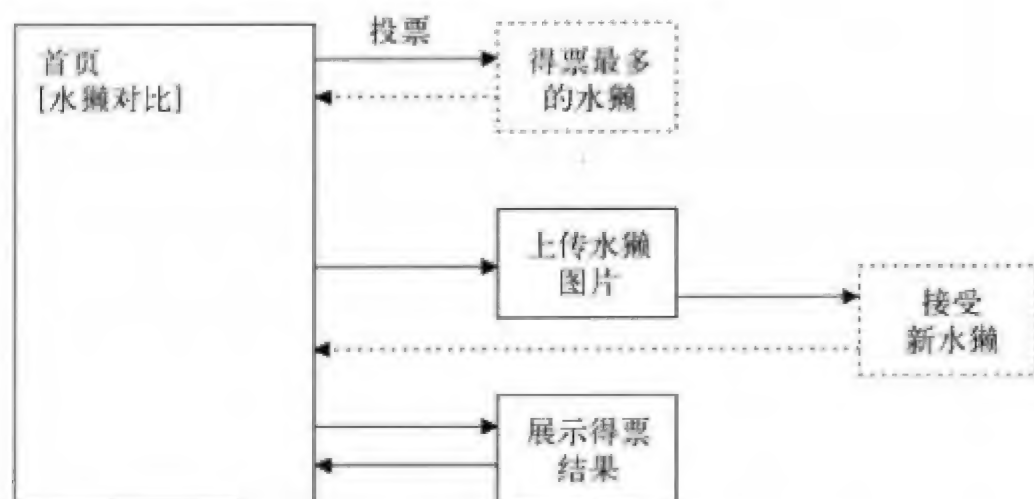 首页
[水獭对比]
投票
得票最多
的水獭
上传水獭
图片
接受
新水獭
展示得票
结果